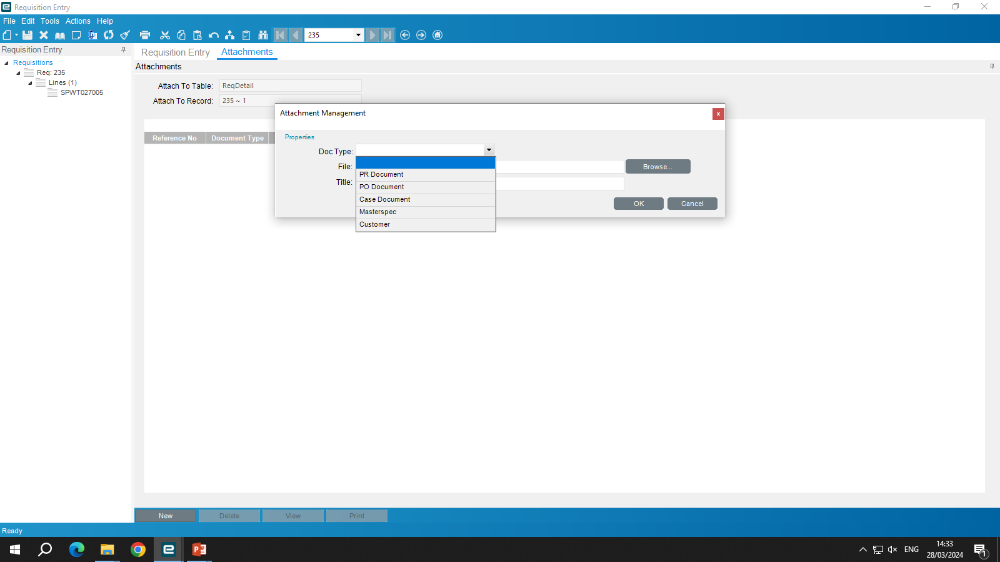 Requisition Entry
File Edit Tools Actions Help
235
Requisition Entry
Requisitions
Req: 235
Lines (1)
SPWT027005
Requisition Entry Attachments
Attachments
Attach To Table: ReqDetail
Attach To Record: 235 ~ 1
Reference No Document Type
Attachment Management
x
Properties
Doc Type:
File: Browse...
Title:
PR Document
PO Document
Case Document
Masterspec
Customer
OK Cancel
New Delete View Print
Ready
ENG
14:33
28/03/2024
1